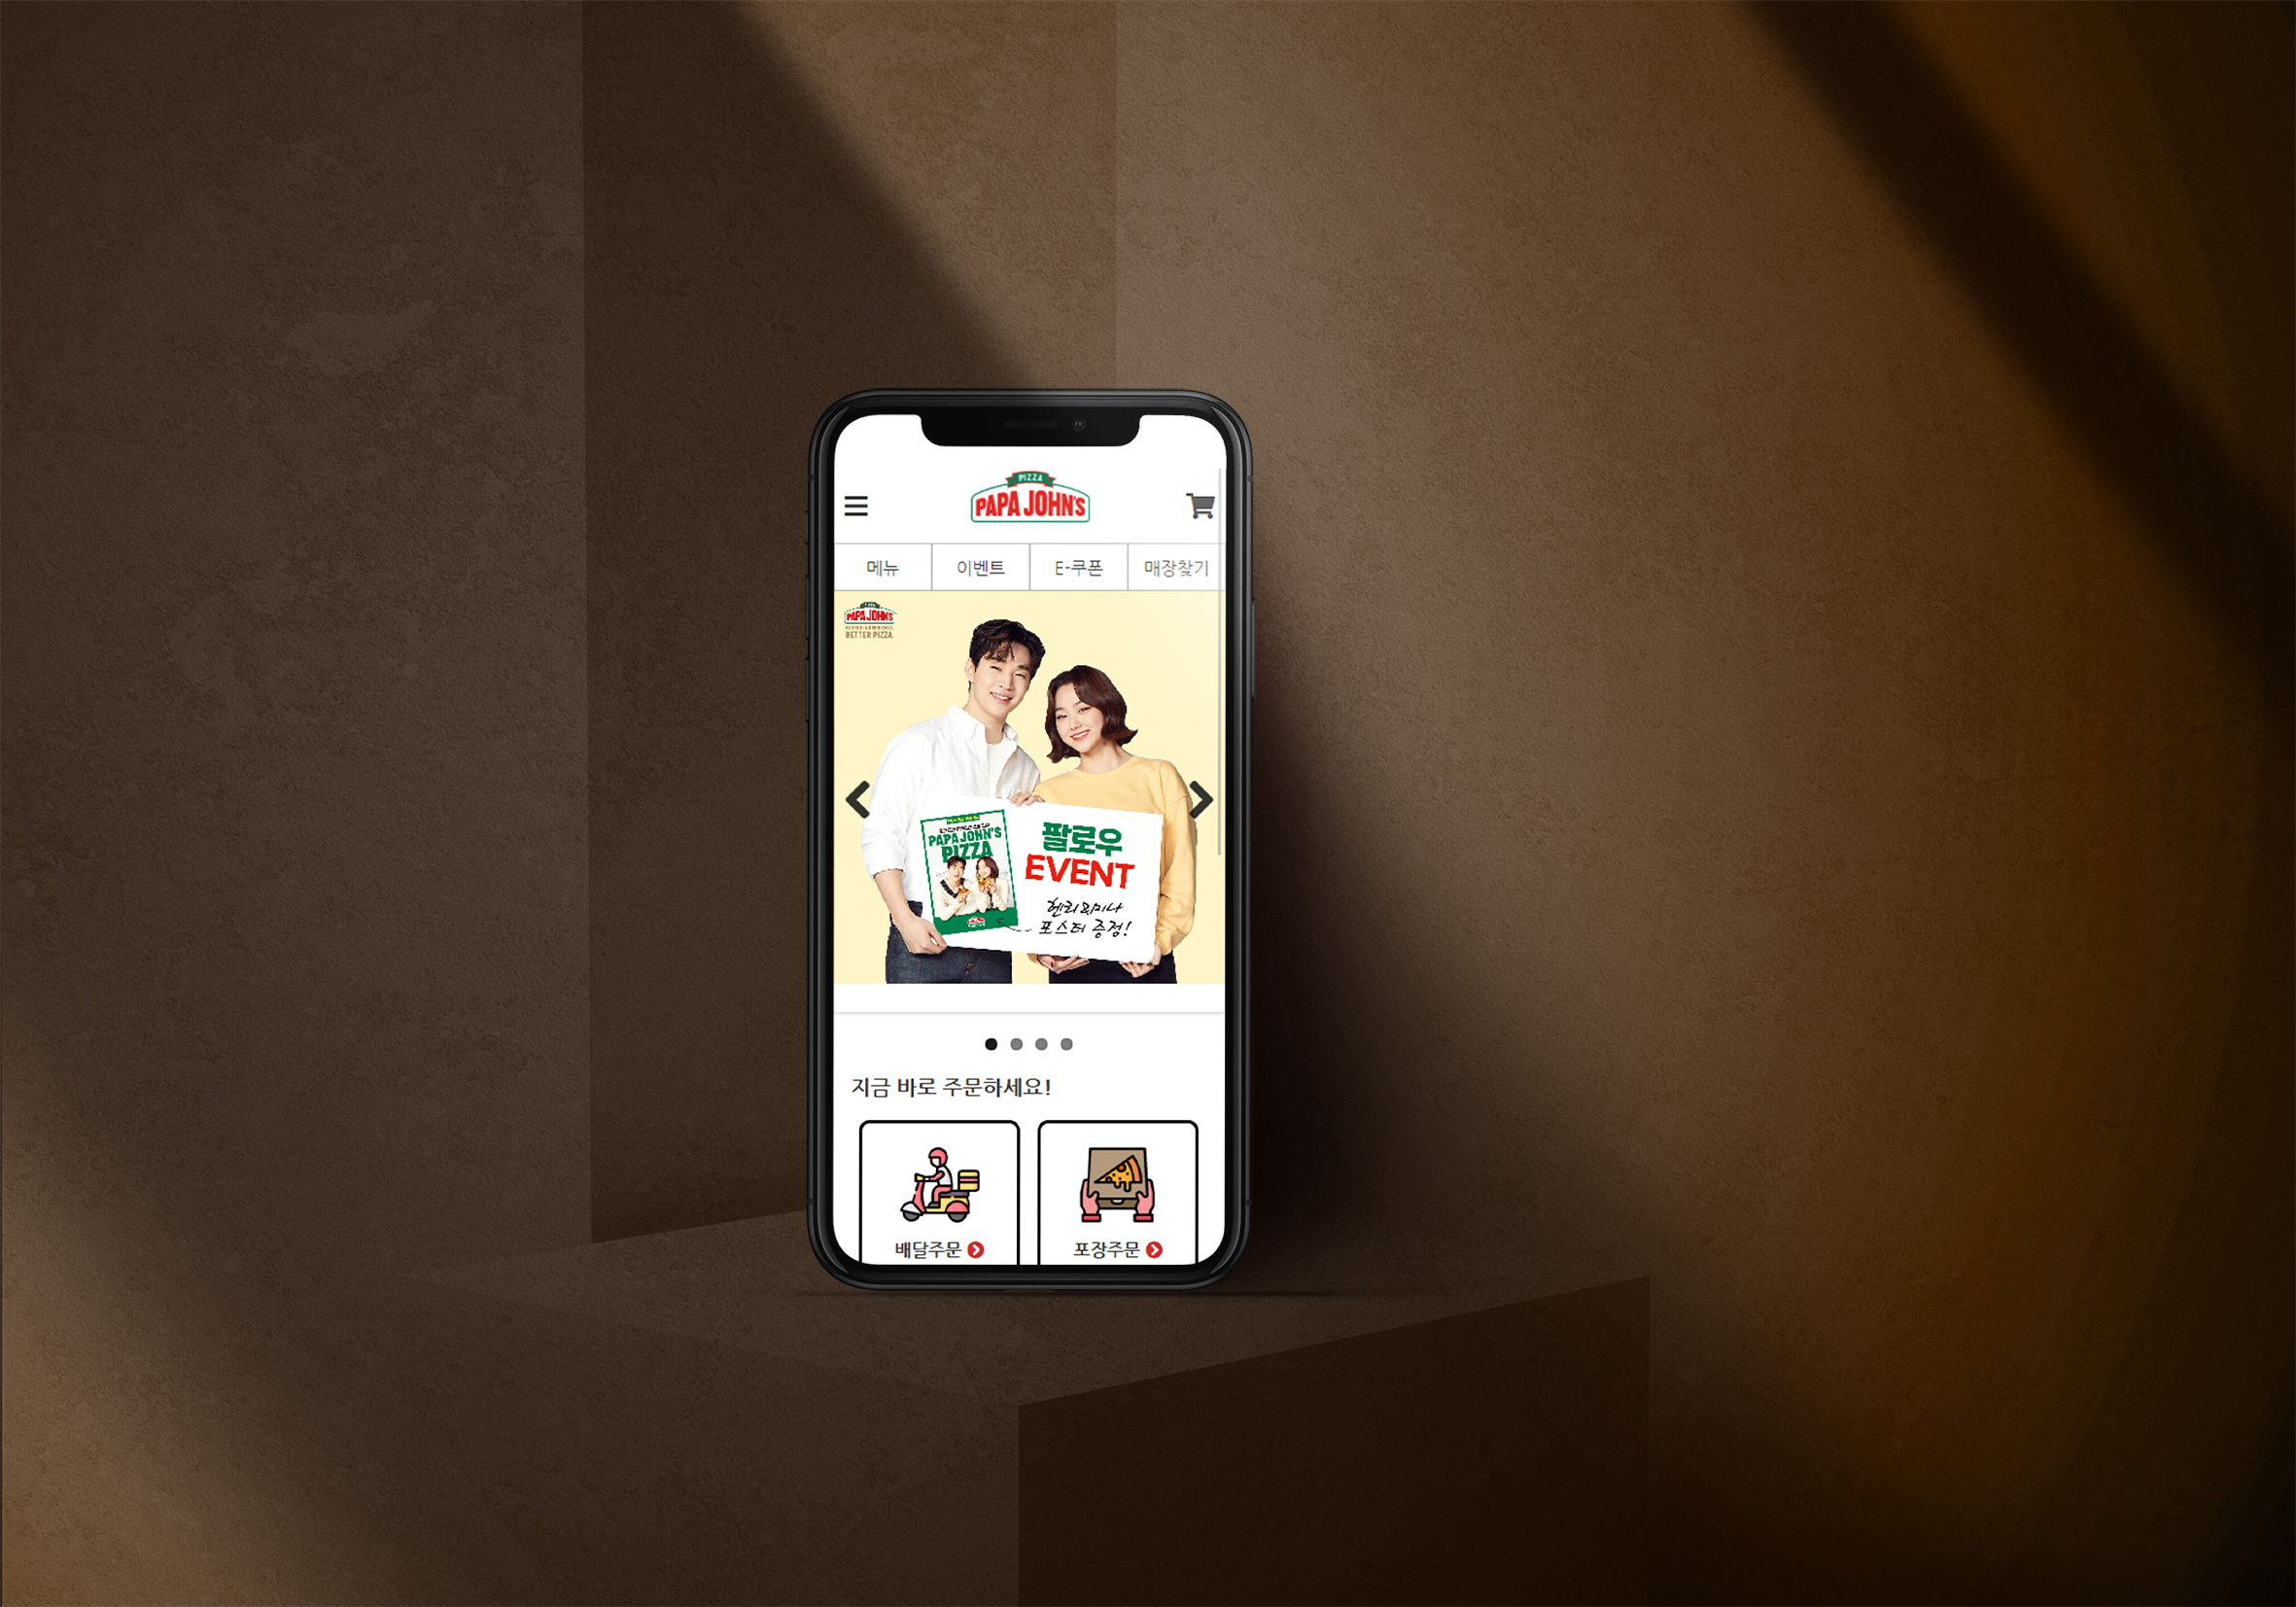 PIZZA
PAPA JOHN'S
메뉴
이벤트
E-쿠폰
매장찾기
PAPA JOHN'S
BETTER PIZZA.
PAPA JOHN'S
PIZZA
팔로우
EVENT
헨리와미나
포스터 증정!
지금 바로 주문하세요!
배달주문
포장주문